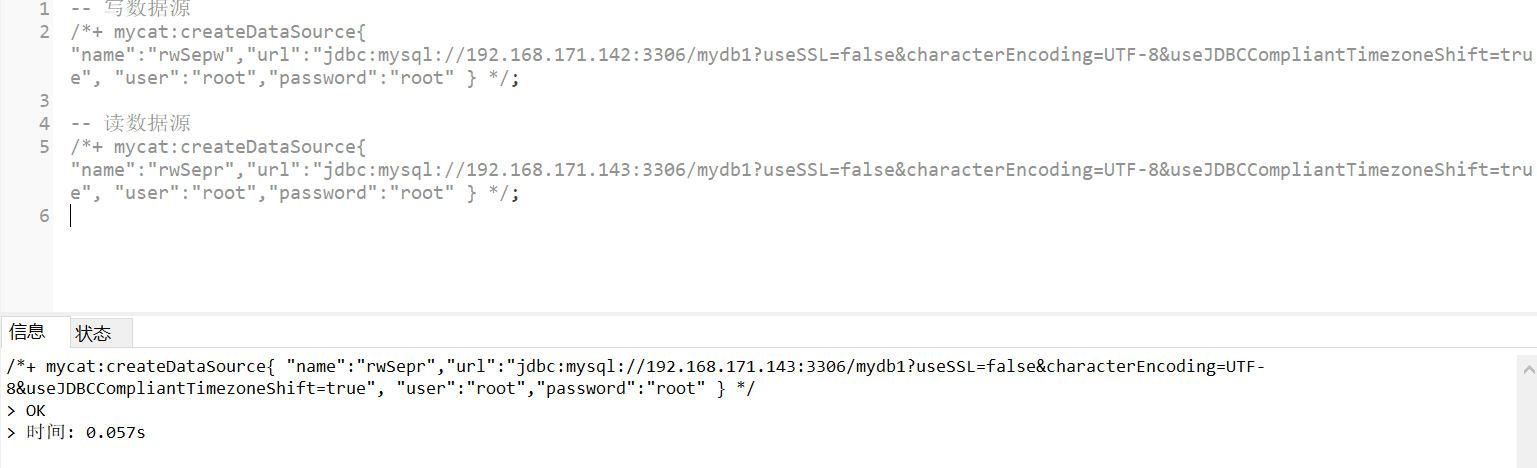 1 -- 写数据源
2 /*+ mycat:createDataSource{
"name":"rwSepw","url":"jdbc:mysql://192.168.171.142:3306/mydb1?useSSL=false&characterEncoding=UTF-8&useJDBCCompliantTimezoneShift=tru
e", "user":"root","password":"root" } */;
3
4 -- 读数据源
5 /*+ mycat:createDataSource{
"name":"rwSepr","url":"jdbc:mysql://192.168.171.143:3306/mydb1?useSSL=false&characterEncoding=UTF-8&useJDBCCompliantTimezoneShift=tru
e", "user":"root","password":"root" } */;
6
信息 状态
/*+ mycat:createDataSource{ "name":"rwSepr","url":"jdbc:mysql://192.168.171.143:3306/mydb1?useSSL=false&characterEncoding=UTF-
8&useJDBCCompliantTimezoneShift=true", "user":"root","password":"root" } */
> OK
> 时间: 0.057s